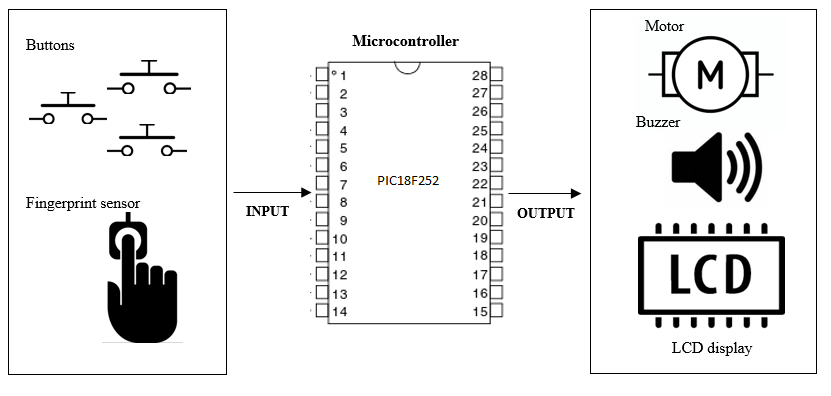 Buttons
Fingerprint sensor
INPUT
Microcontroller
1 28
2 27
3 26
4 25
5 24
6 23
7 PIC18F252 22
8 21
9 20
10 19
11 18
12 17
13 16
14 15
OUTPUT
Motor
M
Buzzer
LCD
LCD display